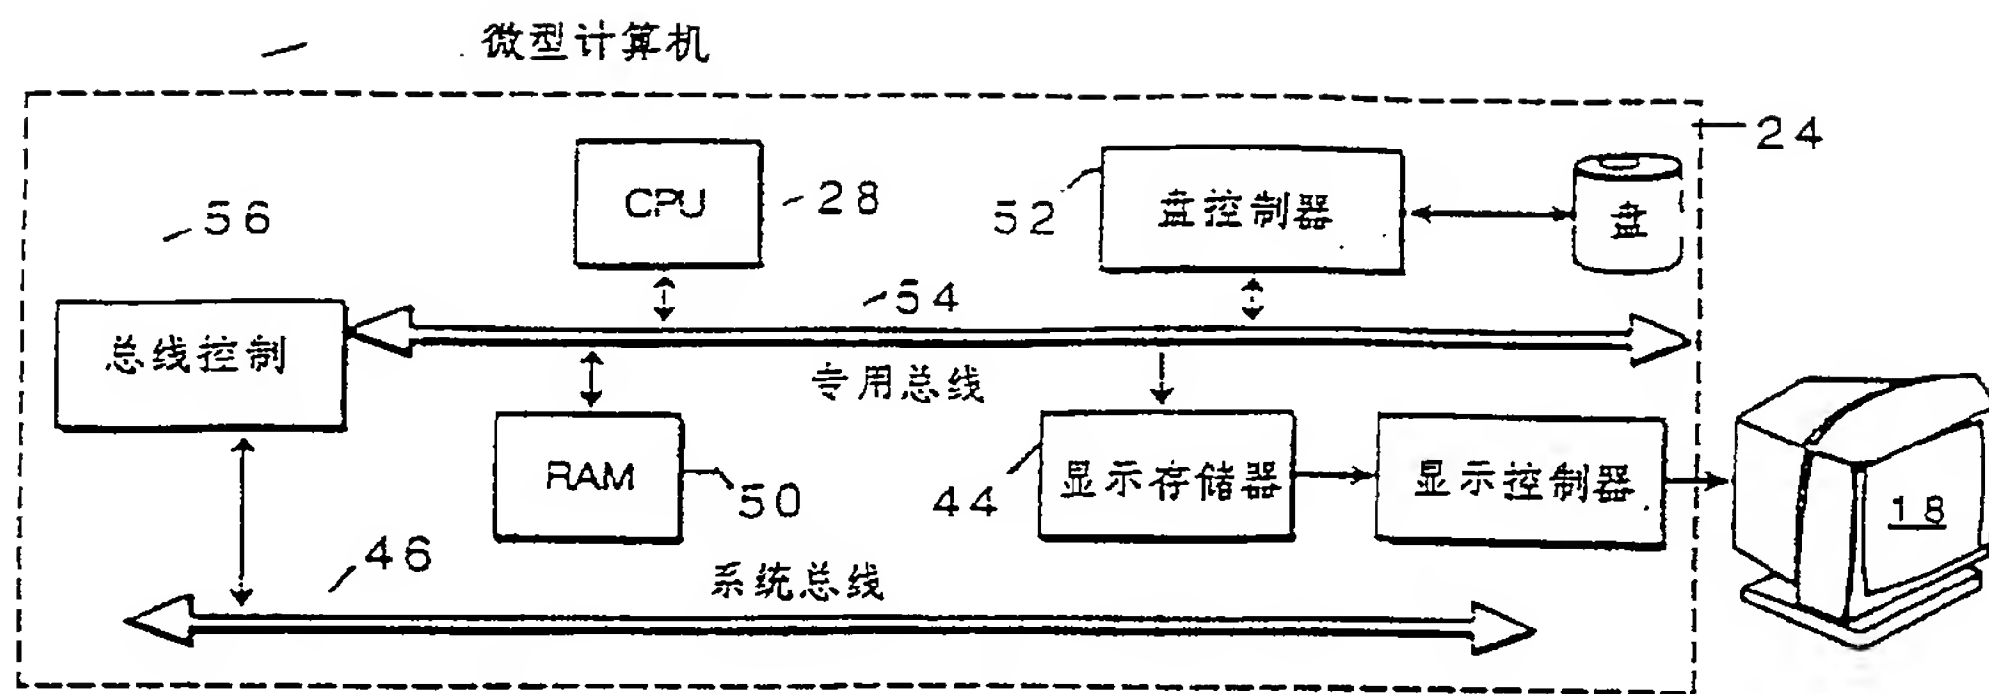 微型计算机
24
CPU
28
52
盘控制器
盘
56
54
总线控制
专用总线
RAM
50
44
显示存储器
显示控制器
18
46
系统总线